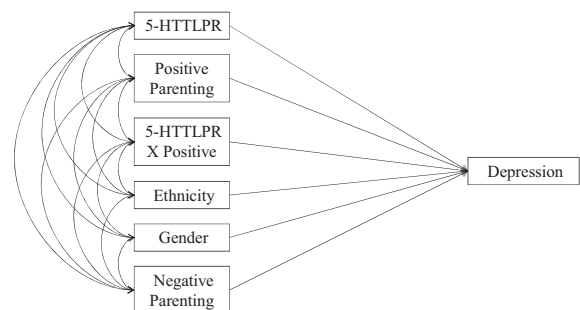 5-HTTLPR
Positive
Parenting
5-HTTLPR
X Positive
Ethnicity
Gender
Negative
Parenting
Depression